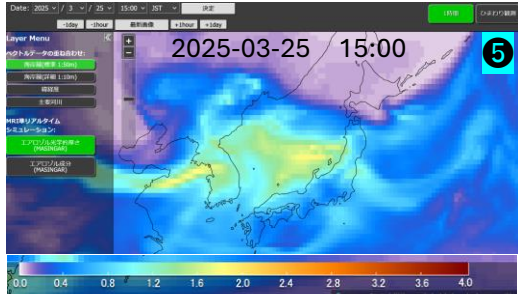 Date: 2025 / 3 / 25 - 15:00 - JST 決定
-1day -1hour 最新画像 +1hour +1day
1時間 ひまわり観測
Layer Menu
2025-03-25 15:00
❺
ベクトルデータの重ね合わせ:
海岸線(標準 1:50m)
海岸線(詳細 1:10m)
緯経度
主要河川
MRI準リアルタイム
シミュレーション:
エアロゾル光学的厚さ
(MASINGAR)
エアロゾル成分
(MASINGAR)
0.0 0.4 0.8 1.2 1.6 2.0 2.4 2.8 3.2 3.6 4.0